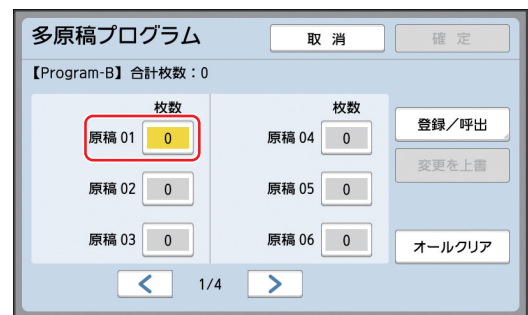 多原稿プログラム
取 消
確 定
【Program-B】合計枚数：0
枚数
原稿 01 0
原稿 02 0
原稿 03 0
枚数
原稿 04 0
原稿 05 0
原稿 06 0
登録／呼出
変更を上書
オールクリア
1/4